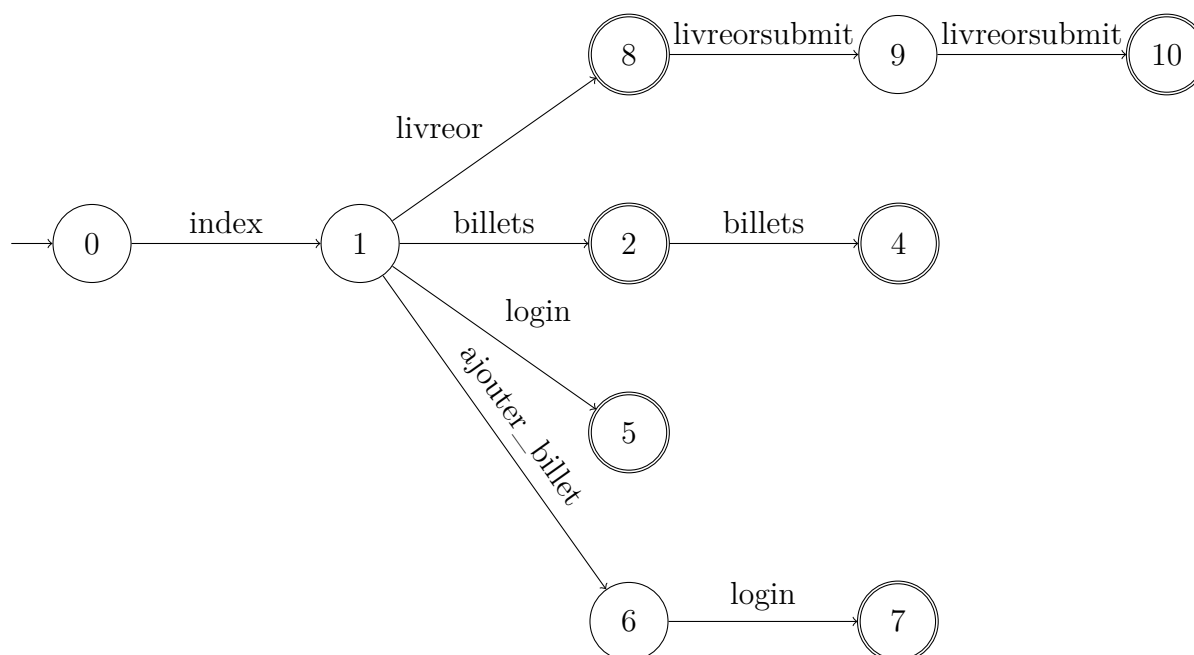 8 livreorsubmit 9 livreorsubmit 10
livreor
0 index 1 billets 2 billets 4
login
ajouter_billet
5
6 login 7